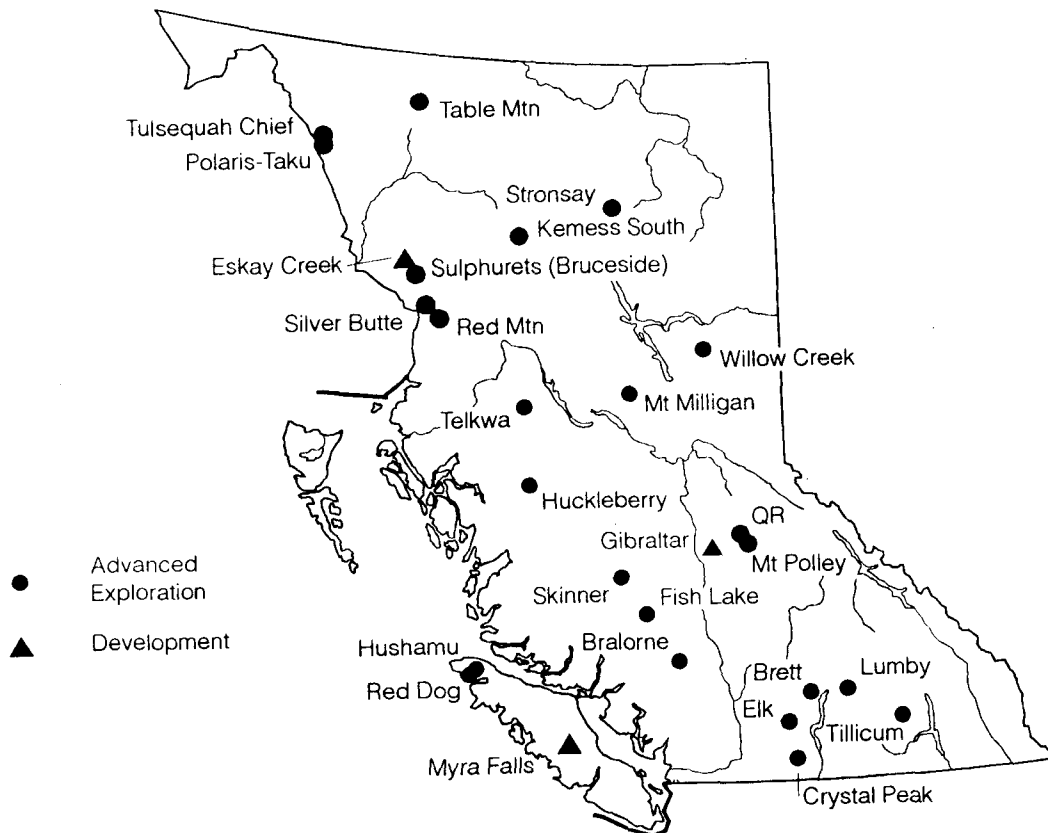 Table Mtn
Tulsequah Chief
Polaris-Taku
Stronsay
Kemess South
Eskay Creek
Sulphurets (Bruceside)
Silver Butte
Red Mtn
Willow Creek
Mt Milligan
Telkwa
Huckleberry
QR
Gibraltar
Mt Polley
Advanced
Exploration
Skinner
Fish Lake
Development
Hushamu
Bralorne
Red Dog
Brett
Lumby
Elk
Tillicum
Myra Falls
Crystal Peak